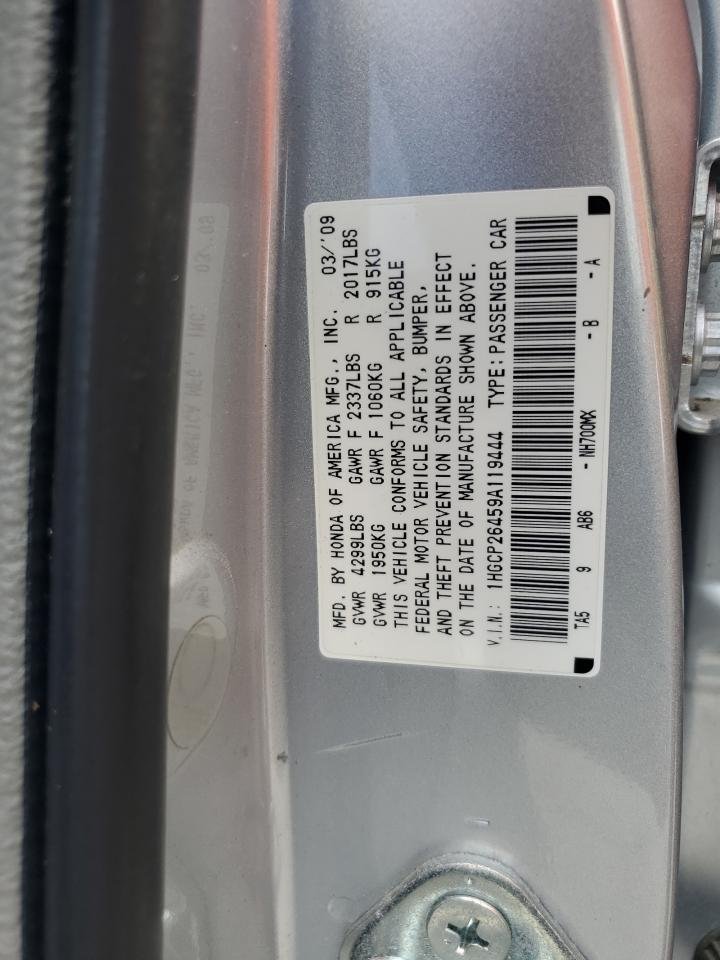 MFD. BY HONDA OF AMERICA MFG., INC. 03/'09
GVWR 4299LBS GAWR F 2337LBS R 2017LBS
GVWR 1950KG GAWR F 1060KG R 915KG
THIS VEHICLE CONFORMS TO ALL APPLICABLE
FEDERAL MOTOR VEHICLE SAFETY, BUMPER,
AND THEFT PREVENTION STANDARDS IN EFFECT
ON THE DATE OF MANUFACTURE SHOWN ABOVE.
V.I.N.: 1HGCP26459A119444 TYPE: PASSENGER CAR
TA5 9 AB6 - NH700MX - B - A